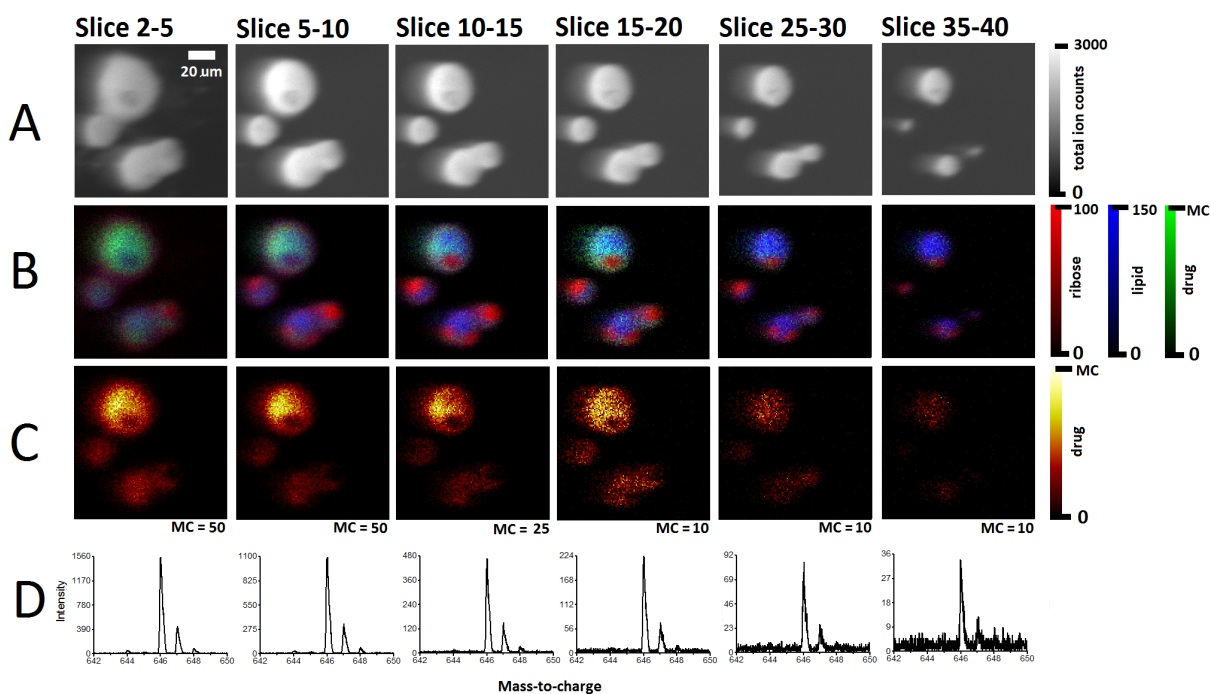 Slice 2-5 Slice 5-10 Slice 10-15 Slice 15-20 Slice 25-30 Slice 35-40
20 µm
A
3000
total ion counts
0
B
100 150 MC
ribose lipid drug
0 0 0
C
MC
drug
0
MC = 50 MC = 50 MC = 25 MC = 10 MC = 10 MC = 10
D
Intensity
1560 1170 780 390 0
642 644 646 648 650
1100 825 550 275 0
642 644 646 648 650
480 360 240 120 0
642 644 646 648 650
224 168 112 56 0
642 644 646 648 650
92 69 46 23 0
642 644 646 648 650
36 27 18 9 0
642 644 646 648 650
Mass-to-charge